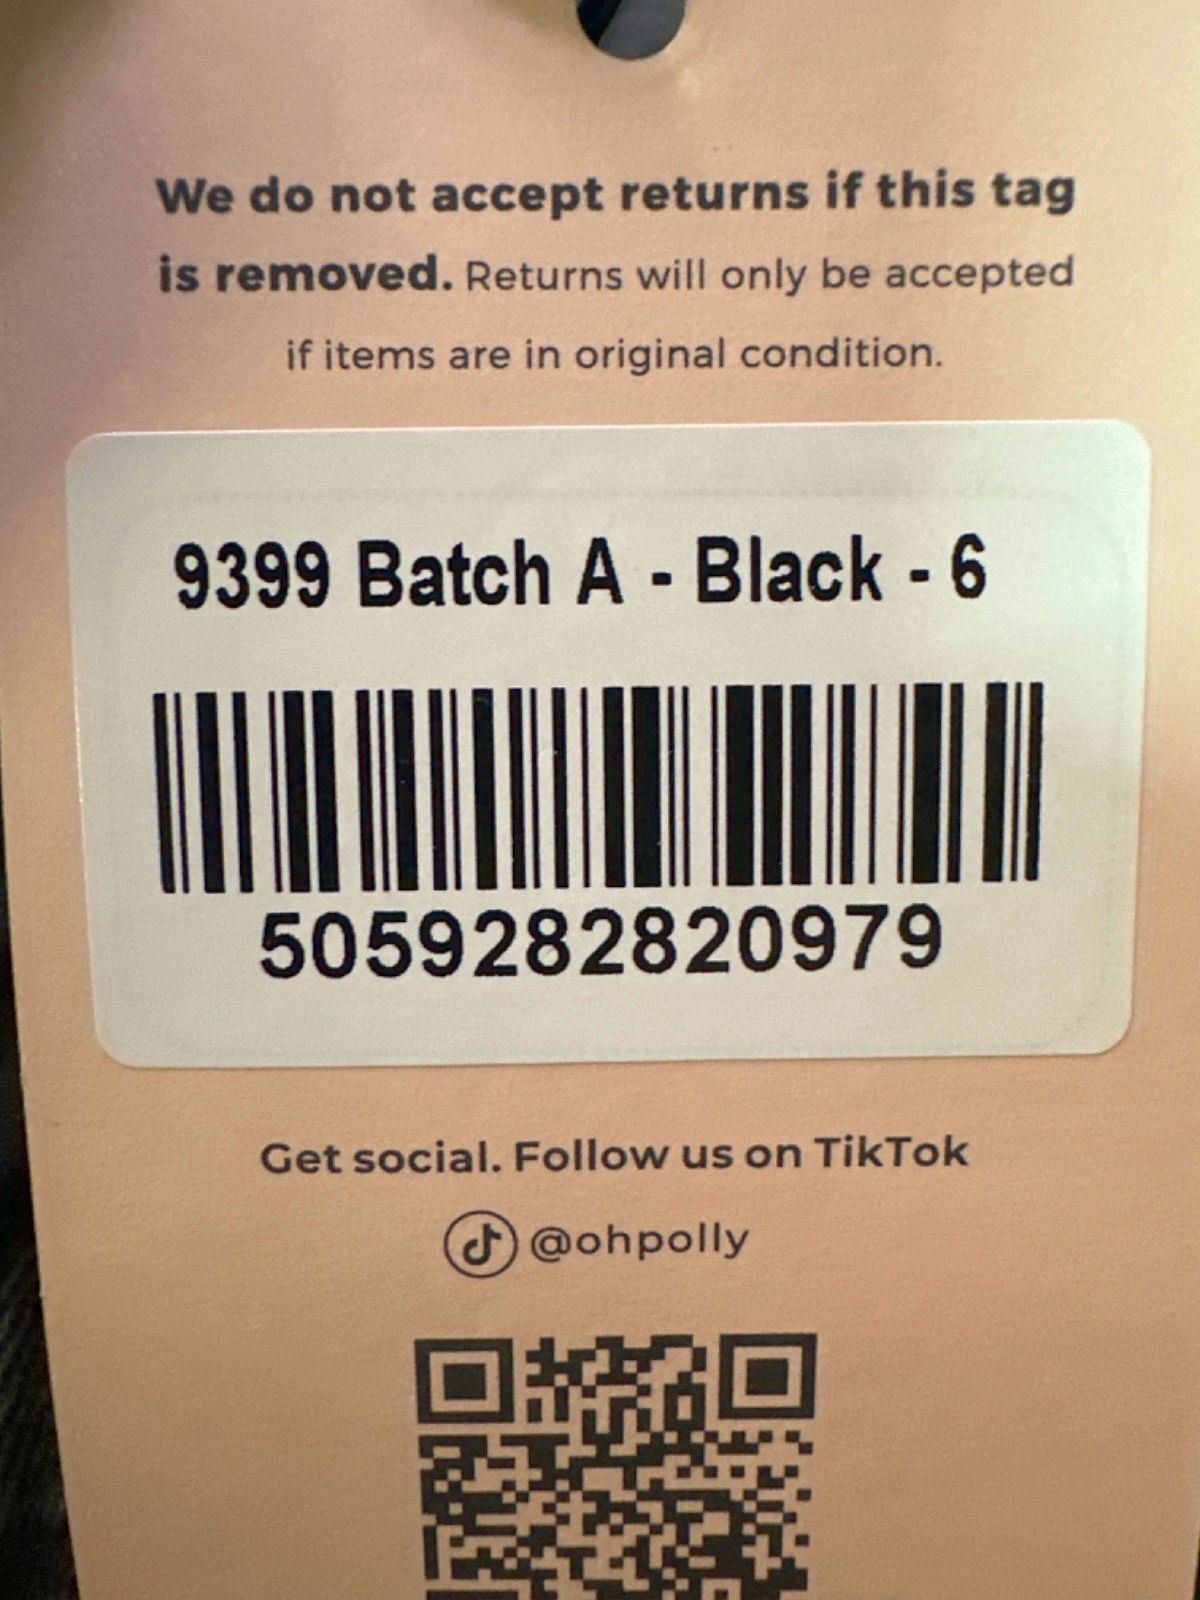 We do not accept returns if this tag
is removed. Returns will only be accepted
if items are in original condition.
9399 Batch A - Black - 6
5059282820979
Get social. Follow us on TikTok
@ohpolly